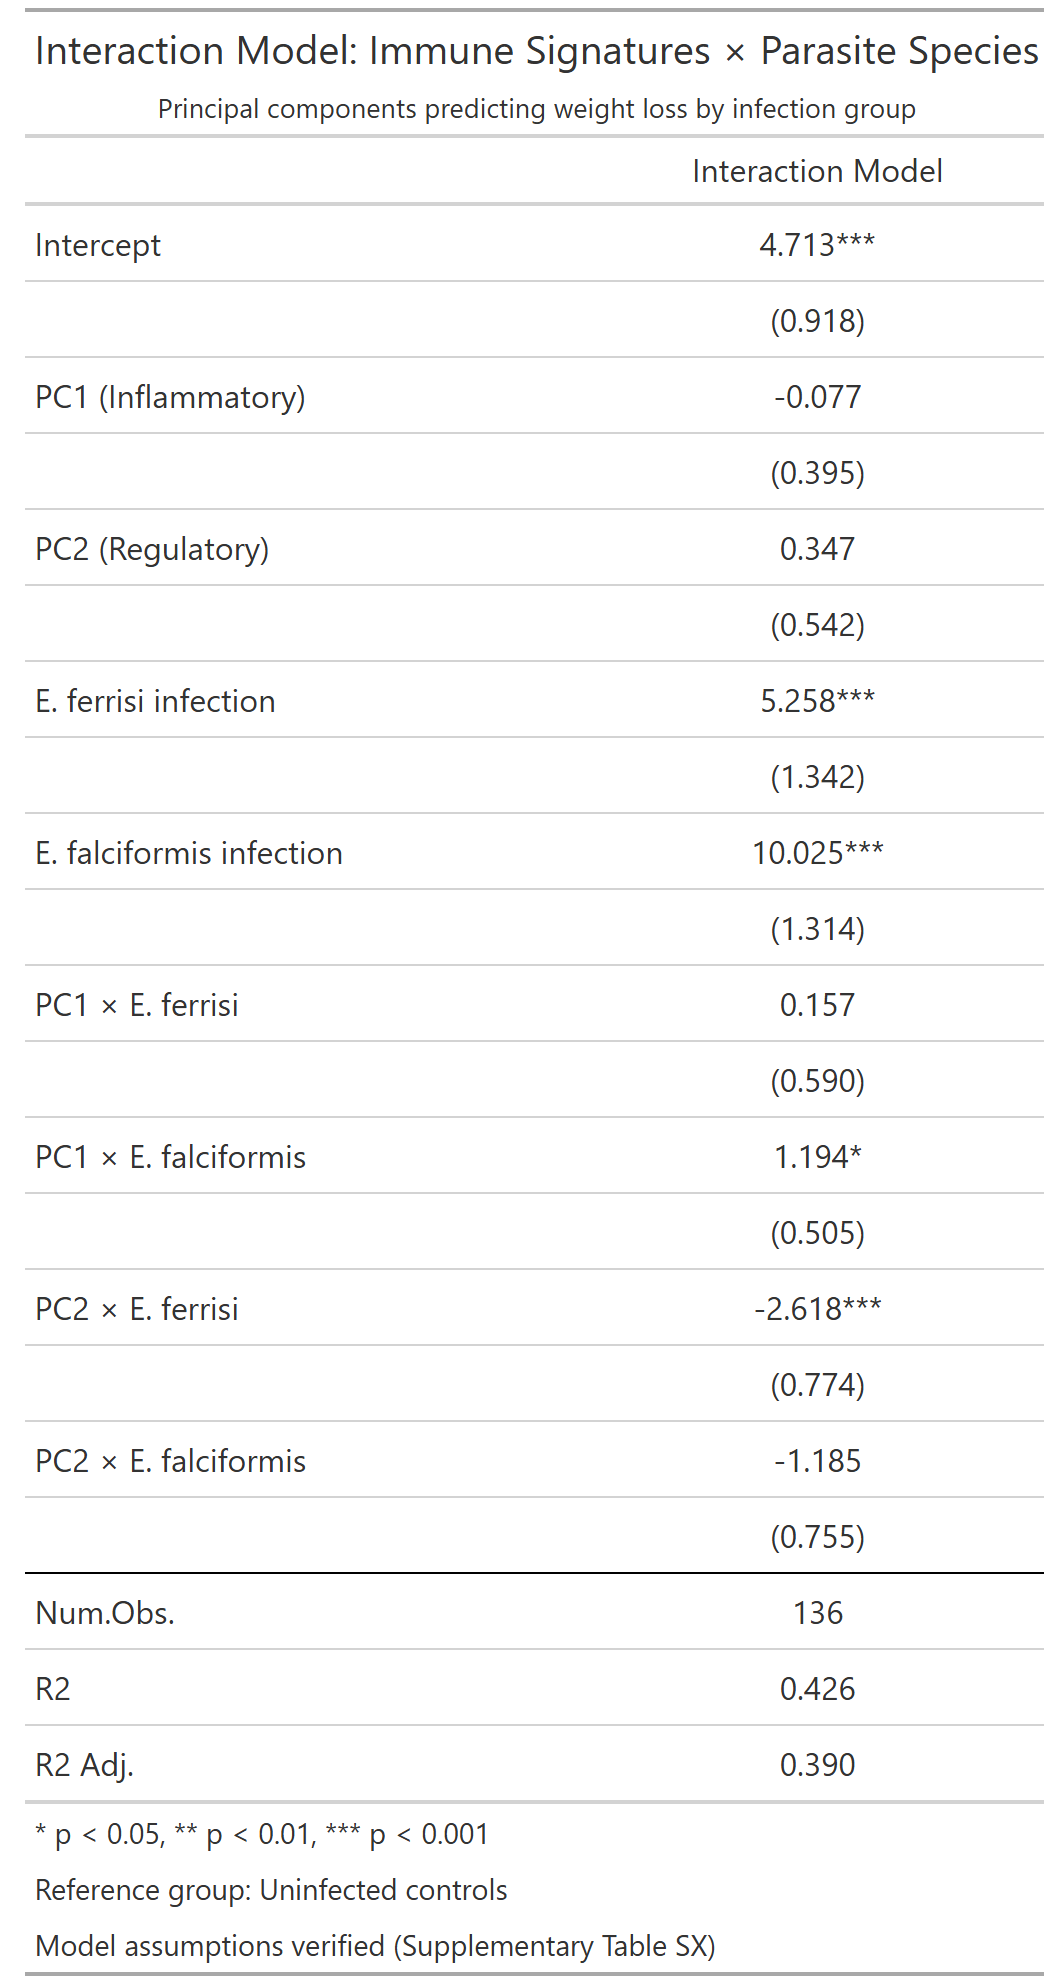 Interaction Model: Immune Signatures × Parasite Species
Principal components predicting weight loss by infection group
Interaction Model
Intercept 4.713***
(0.918)
PC1 (Inflammatory) -0.077
(0.395)
PC2 (Regulatory) 0.347
(0.542)
E. ferrisi infection 5.258***
(1.342)
E. falciformis infection 10.025***
(1.314)
PC1 × E. ferrisi 0.157
(0.590)
PC1 × E. falciformis 1.194*
(0.505)
PC2 × E. ferrisi -2.618***
(0.774)
PC2 × E. falciformis -1.185
(0.755)
Num.Obs. 136
R2 0.426
R2 Adj. 0.390
* p < 0.05, ** p < 0.01, *** p < 0.001
Reference group: Uninfected controls
Model assumptions verified (Supplementary Table SX)